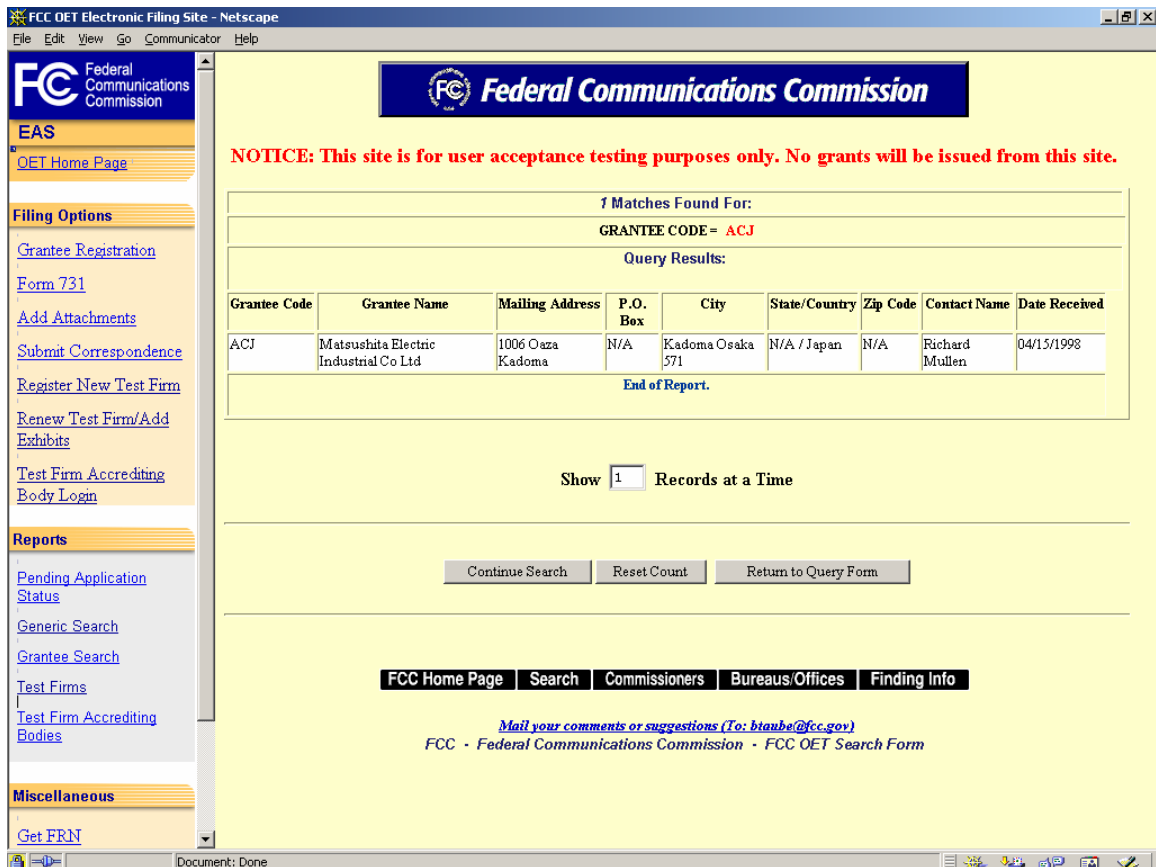 FCC OET Electronic Filing Site - Netscape
File Edit View Go Communicator Help
FC Federal
Communications
Commission
EAS
OET Home Page
Filing Options
Grantee Registration
Form 731
Add Attachments
Submit Correspondence
Register New Test Firm
Renew Test Firm/Add
Exhibits
Test Firm Accrediting
Body Login
Reports
Pending Application
Status
Generic Search
Grantee Search
Test Firms
Test Firm Accrediting
Bodies
Miscellaneous
Get FRN
FC Federal Communications Commission
NOTICE: This site is for user acceptance testing purposes only. No grants will be issued from this site.
1 Matches Found For:
GRANTEE CODE = ACJ
Query Results:
Grantee Code Grantee Name Mailing Address P.O. Box City State/Country Zip Code Contact Name Date Received
ACJ Matsushita Electric Industrial Co Ltd 1006 Oaza Kadoma N/A Kadoma Osaka 571 N/A / Japan N/A Richard Mullen 04/15/1998
End of Report.
Show 1 Records at a Time
Continue Search Reset Count Return to Query Form
FCC Home Page Search Commissioners Bureaus/Offices Finding Info
Mail your comments or suggestions (To: btaube@fcc.gov)
FCC - Federal Communications Commission - FCC OET Search Form
Document: Done